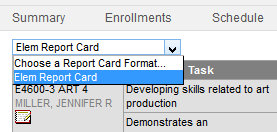 Summary Enrollments Schedule
Elem Report Card
Choose a Report Card Format...
Elem Report Card
Task
E4600-3 ART 4
MILLER, JENNIFER R
Developing skills related to art
production
Demonstrates an